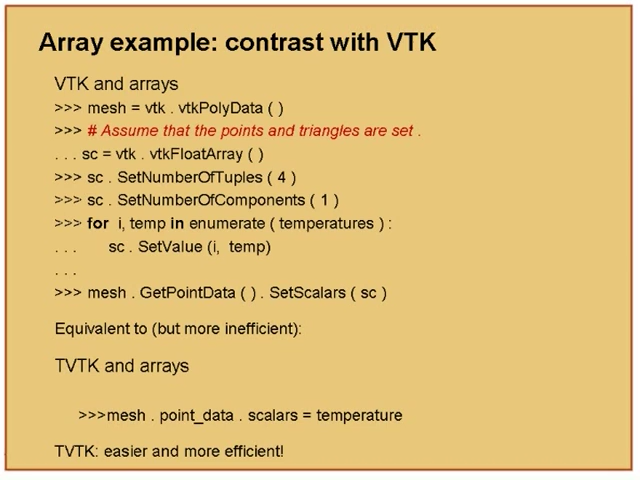 Array example: contrast with VTK
VTK and arrays
>>> mesh = vtk . vtkPolyData ( )
>>> # Assume that the points and triangles are set .
. . . sc = vtk . vtkFloatArray ( )
>>> sc . SetNumberOfTuples ( 4 )
>>> sc . SetNumberOfComponents ( 1 )
>>> for i, temp in enumerate ( temperatures ) :
. . . sc . SetValue (i, temp)
. . .
>>> mesh . GetPointData ( ) . SetScalars ( sc )
Equivalent to (but more inefficient):
TVTK and arrays
>>>mesh . point_data . scalars = temperature
TVTK: easier and more efficient!